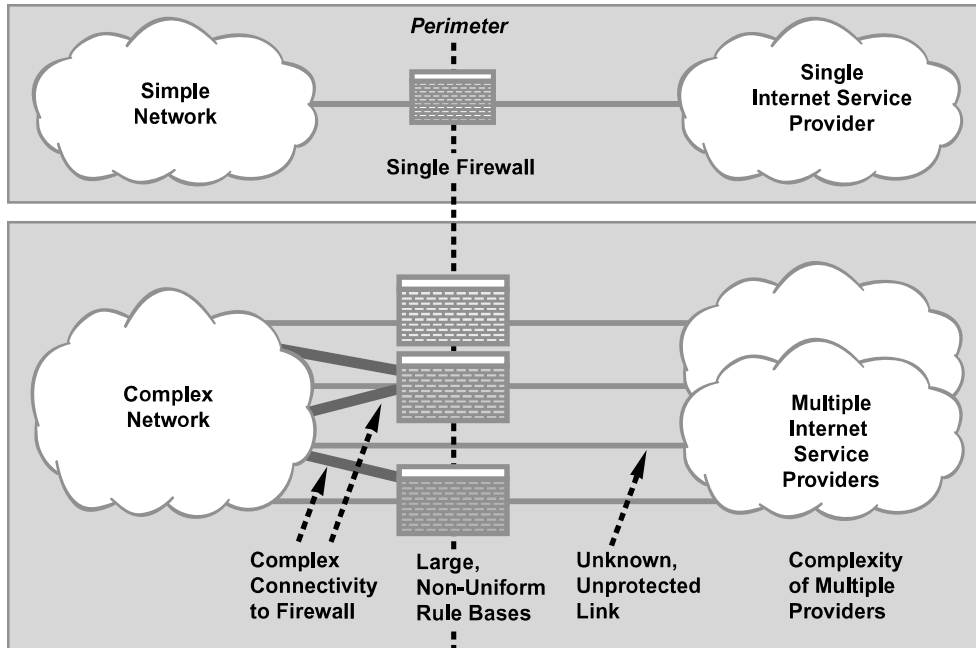 Perimeter
Simple
Network
Single
Internet Service
Provider
Single Firewall
Complex
Network
Multiple
Internet
Service
Providers
Complex
Connectivity
to Firewall
Large,
Non-Uniform
Rule Bases
Unknown,
Unprotected
Link
Complexity
of Multiple
Providers